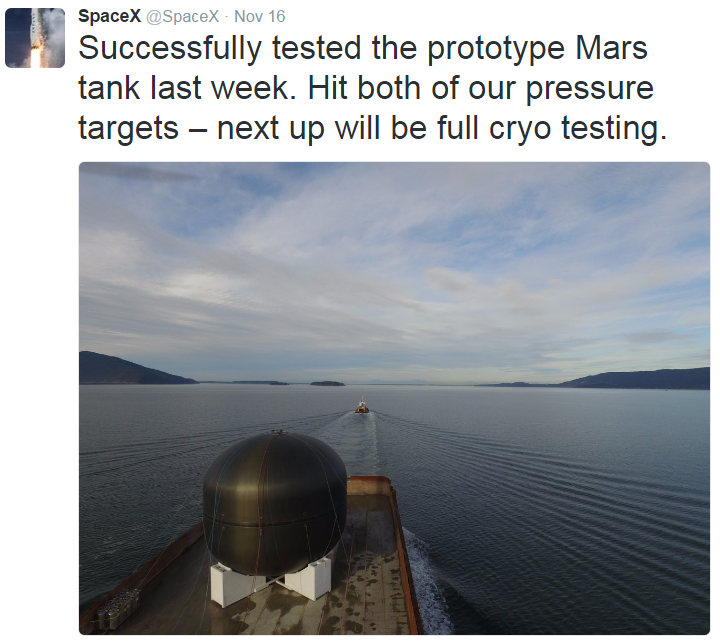 SpaceX @SpaceX · Nov 16
Successfully tested the prototype Mars
tank last week. Hit both of our pressure
targets – next up will be full cryo testing.